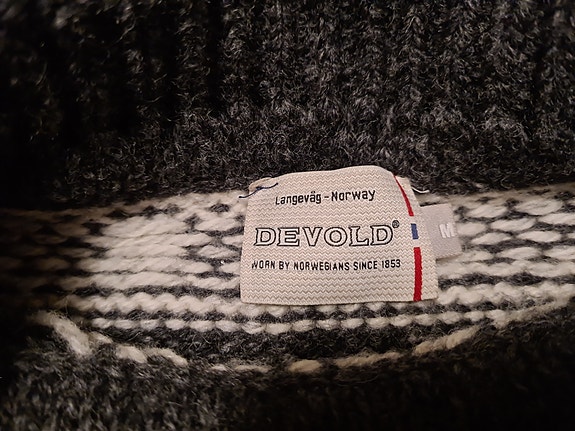 Langevåg - Norway
DEVOLD®
WORN BY NORWEGIANS SINCE 1853
M